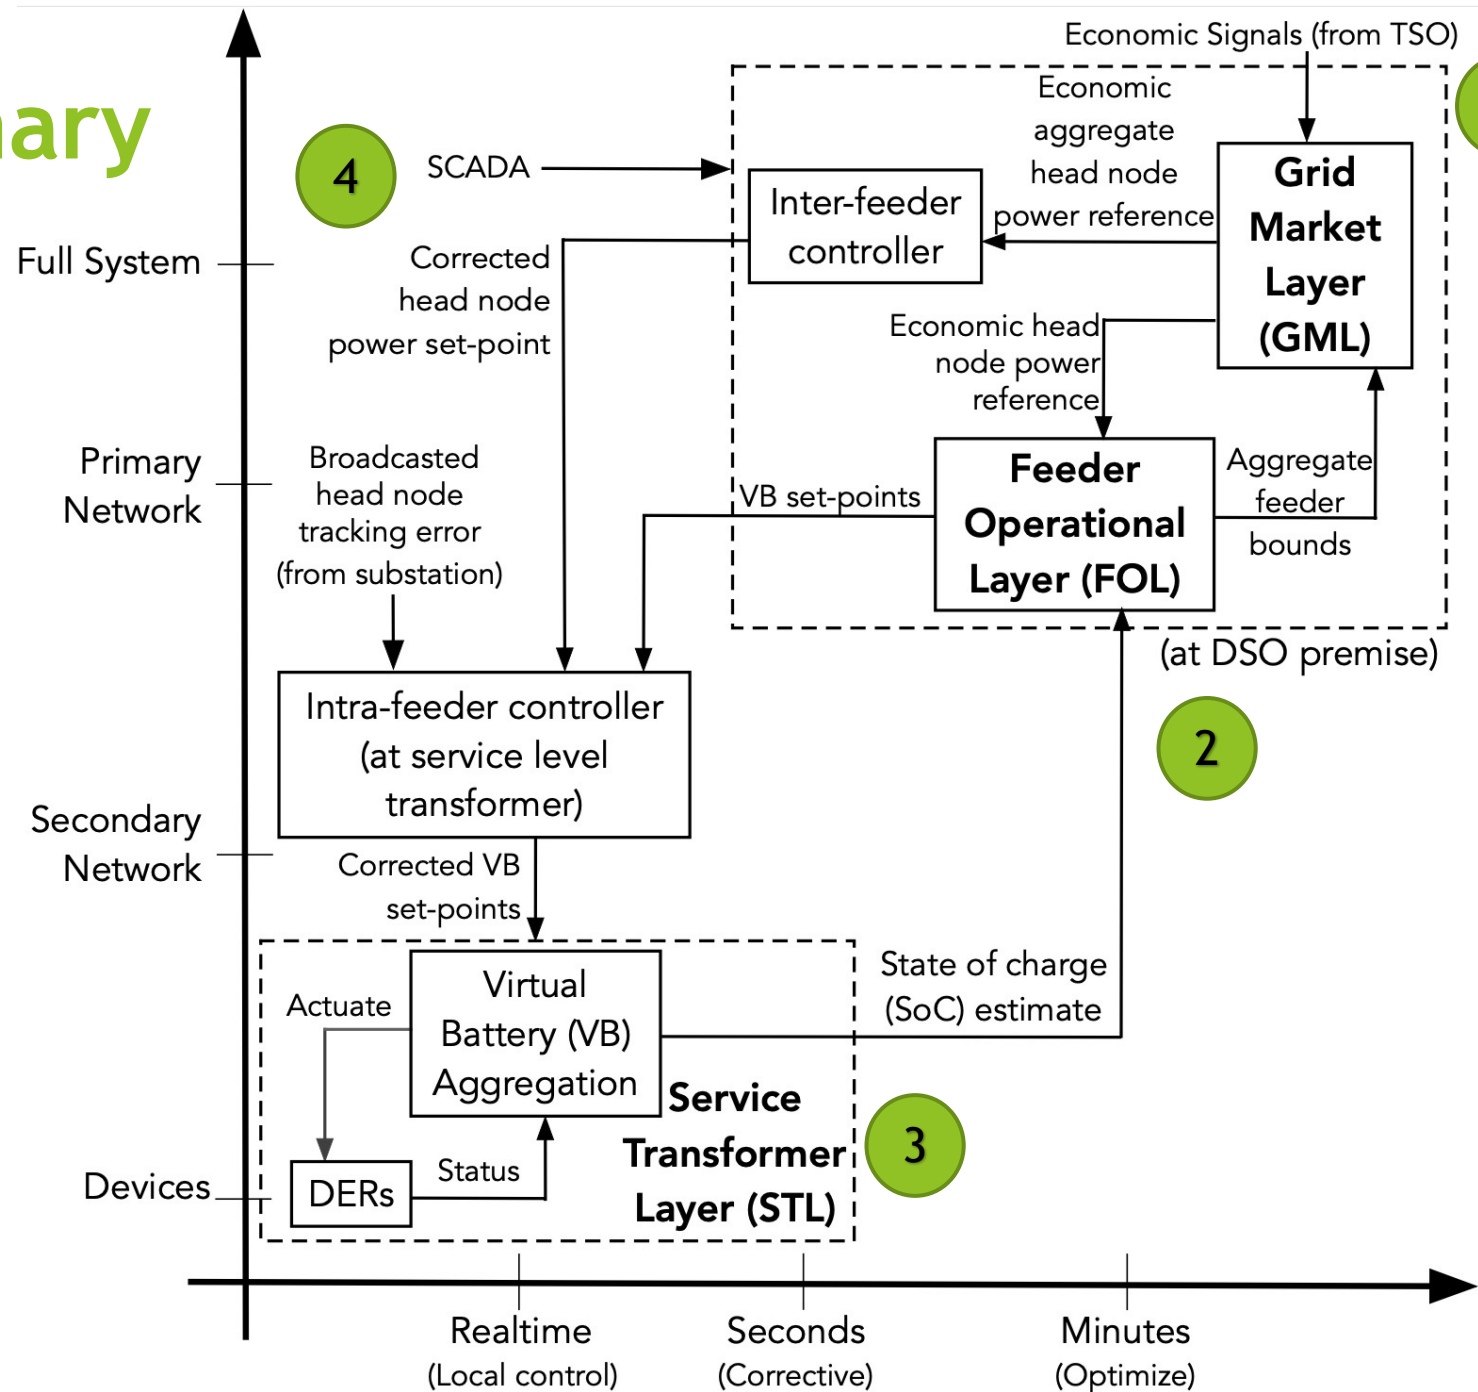 Economic Signals (from TSO)
4
SCADA
Economic
aggregate
head node
power reference
Grid
Market
Layer
(GML)
Inter-feeder
controller
Full System
Corrected
head node
power set-point
Economic head
node power
reference
Primary
Network
Broadcasted
head node
tracking error
(from substation)
VB set-points
Feeder
Operational
Layer (FOL)
Aggregate
feeder
bounds
(at DSO premise)
2
Intra-feeder controller
(at service level
transformer)
Secondary
Network
Corrected VB
set-points
State of charge
(SoC) estimate
Actuate
Virtual
Battery (VB)
Aggregation
Service
Transformer
Layer (STL)
3
Devices
DERs
Status
Realtime
(Local control)
Seconds
(Corrective)
Minutes
(Optimize)